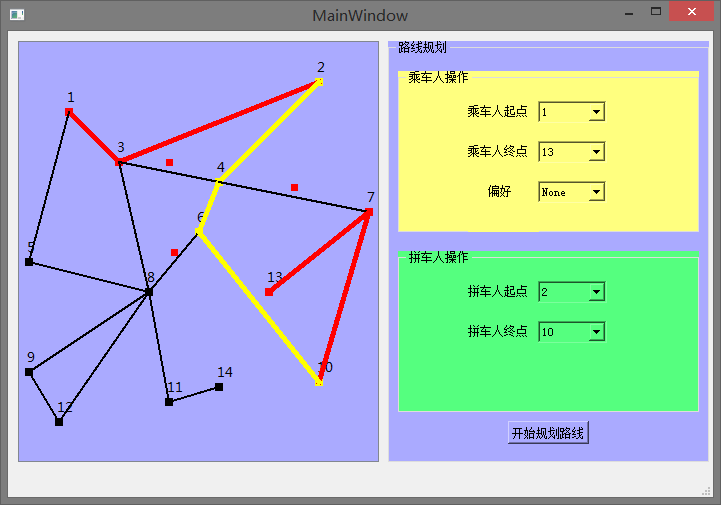 MainWindow
2
1
3
4
7
6
5
8
13
9
10
12
11
14
路线规划
乘车人操作
乘车人起点 1
乘车人终点 13
偏好 None
拼车人操作
拼车人起点 2
拼车人终点 10
开始规划路线